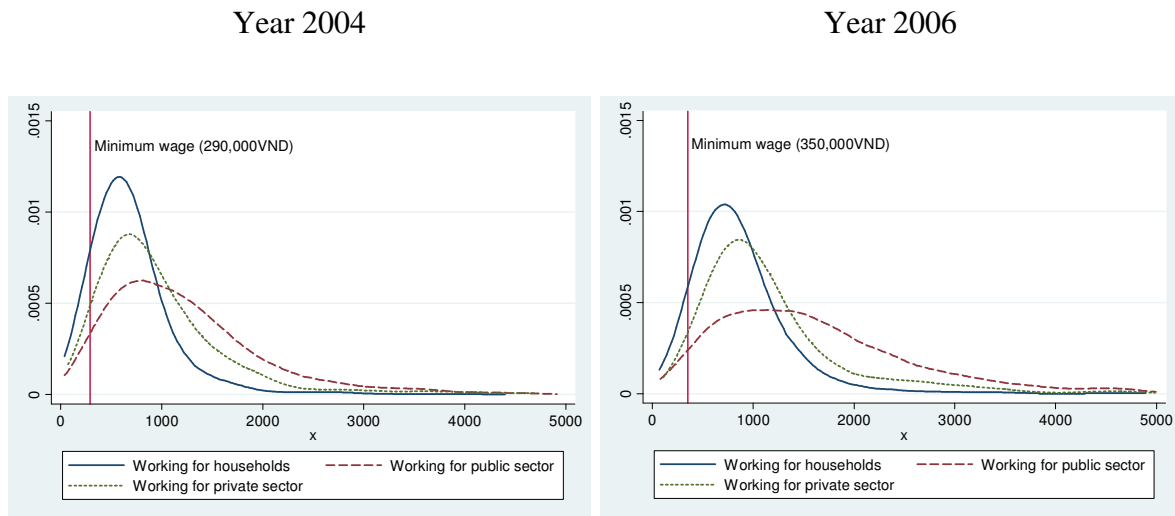 Year 2004
Year 2006
.0015
.001
.0005
0
Minimum wage (290,000VND)
0 1000 2000 3000 4000 5000
x
Working for households Working for public sector
Working for private sector
.0015
.001
.0005
0
Minimum wage (350,000VND)
0 1000 2000 3000 4000 5000
x
Working for households Working for public sector
Working for private sector